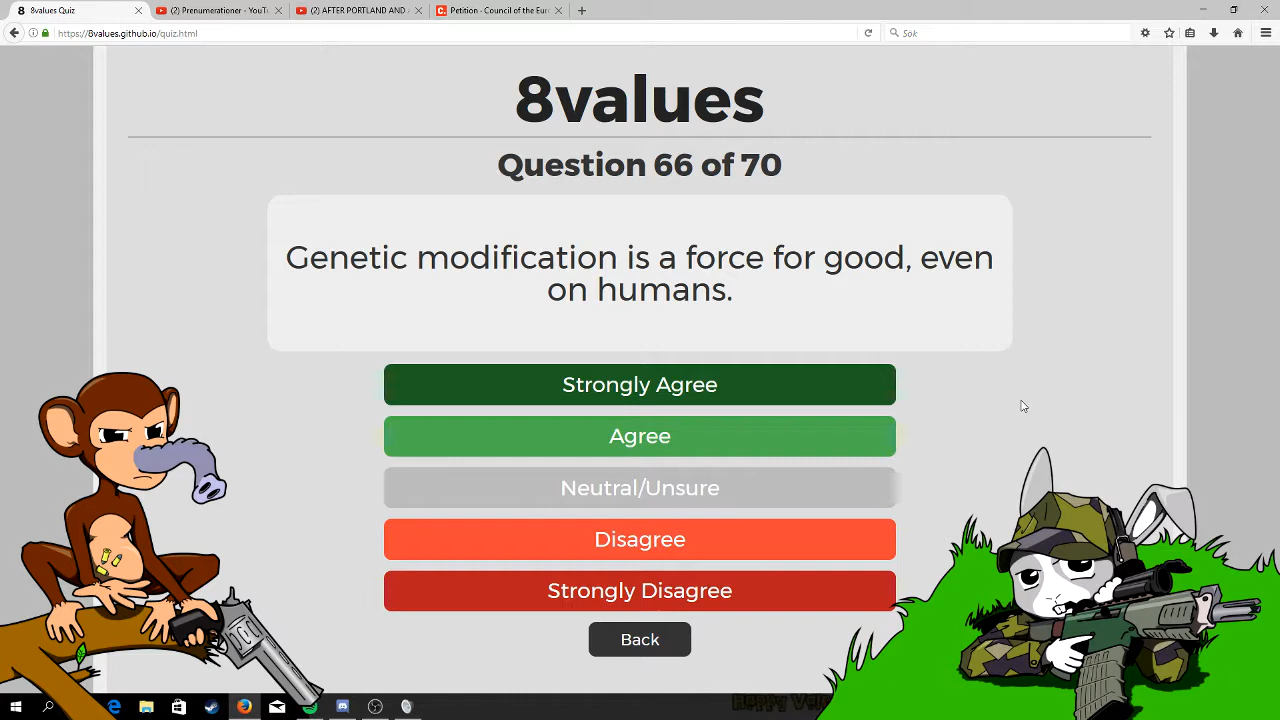 8values Quiz
(2) Prenumerationer - YouT
(2) AFTER PORTLAND AND
Petition - Council of the Eur
https://8values.github.io/quiz.html
Sök
8values
Question 66 of 70
Genetic modification is a force for good, even
on humans.
Strongly Agree
Agree
Neutral/Unsure
Disagree
Strongly Disagree
Back